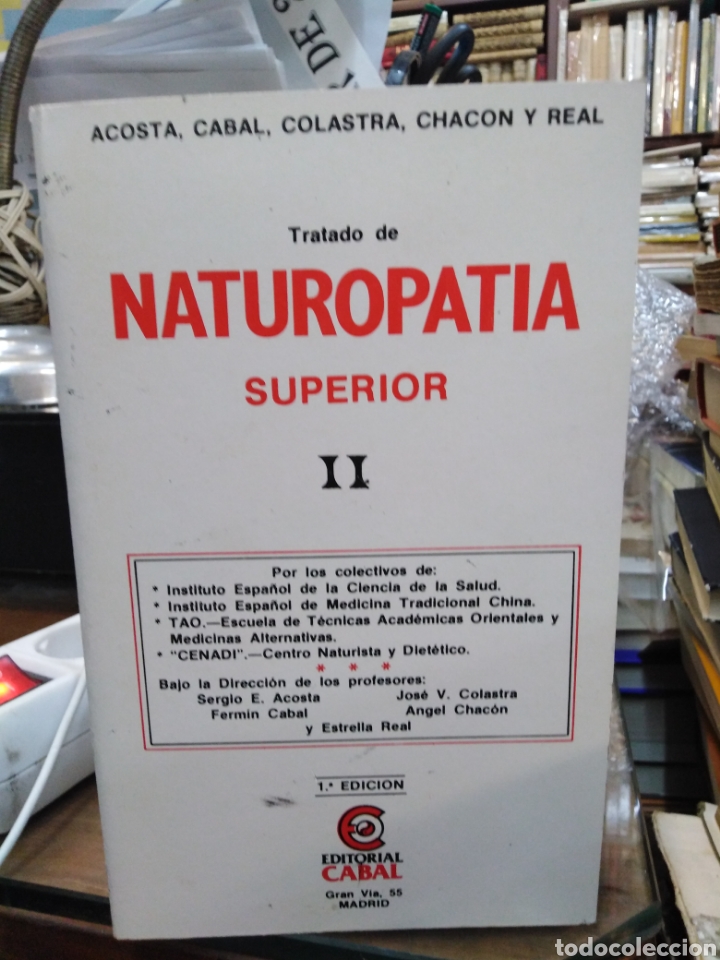 DE
ACOSTA, CABAL, COLASTRA, CHACON Y REAL
Tratado de
NATUROPATIA
SUPERIOR
II
Por los colectivos de:
* Instituto Español de la Ciencia de la Salud.
* Instituto Español de Medicina Tradicional China.
* TAO.—Escuela de Técnicas Académicas Orientales y
Medicinas Alternativas.
* "CENADI".—Centro Naturista y Dietético.
* * *
Bajo la Dirección de los profesores:
Sergio E. Acosta José V. Colastra
Fermín Cabal Angel Chacón
y Estrella Real
1.ª EDICION
EDITORIAL
CABAL
Gran Vía, 55
MADRID
todocoleccion